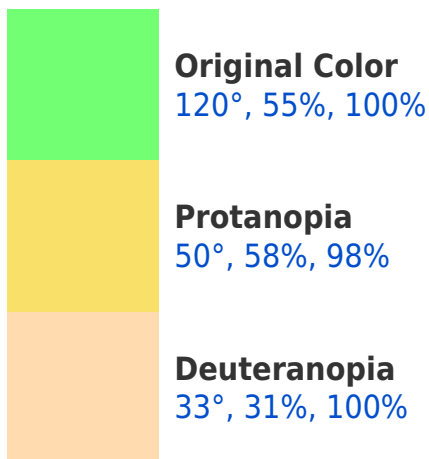 Original Color
120°, 55%, 100%
Protanopia
50°, 58%, 98%
Deuteranopia
33°, 31%, 100%